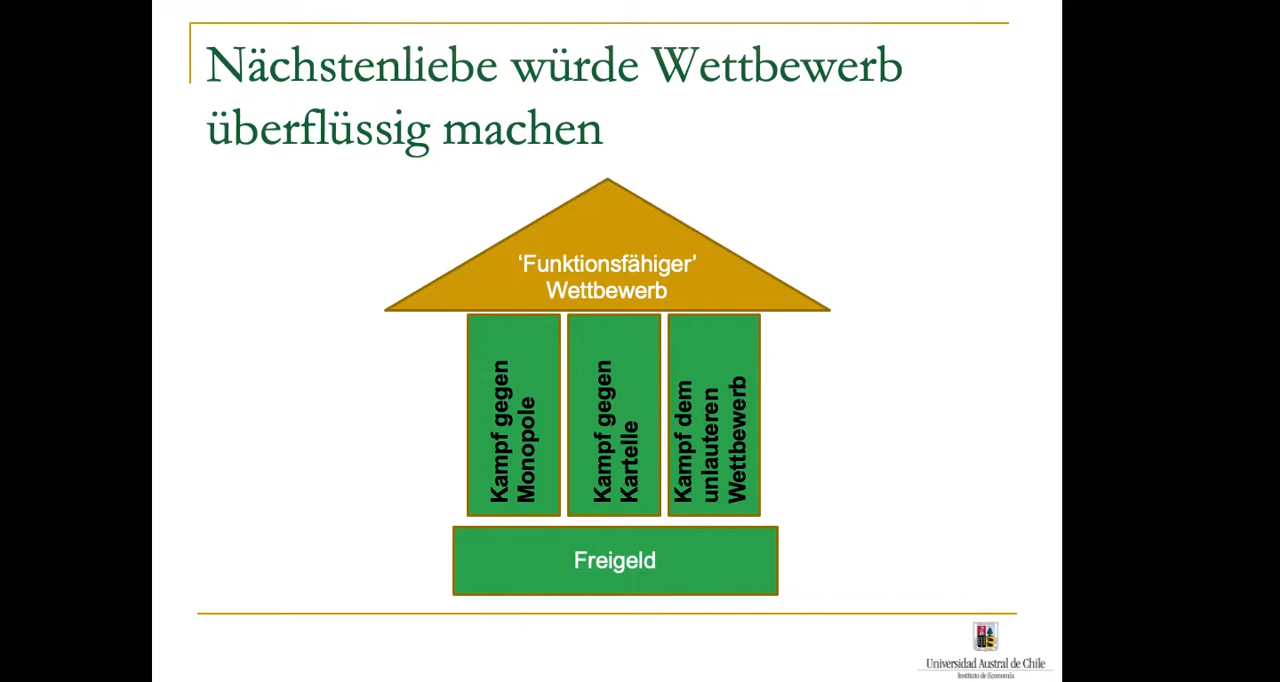 Nächstenliebe würde Wettbewerb
überflüssig machen
‘Funktionsfähiger’
Wettbewerb
Kampf gegen
Monopole
Kampf gegen
Kartelle
Kampf dem
unlauteren
Wettbewerb
Freigeld
Universidad Austral de Chile
Instituto de Economía